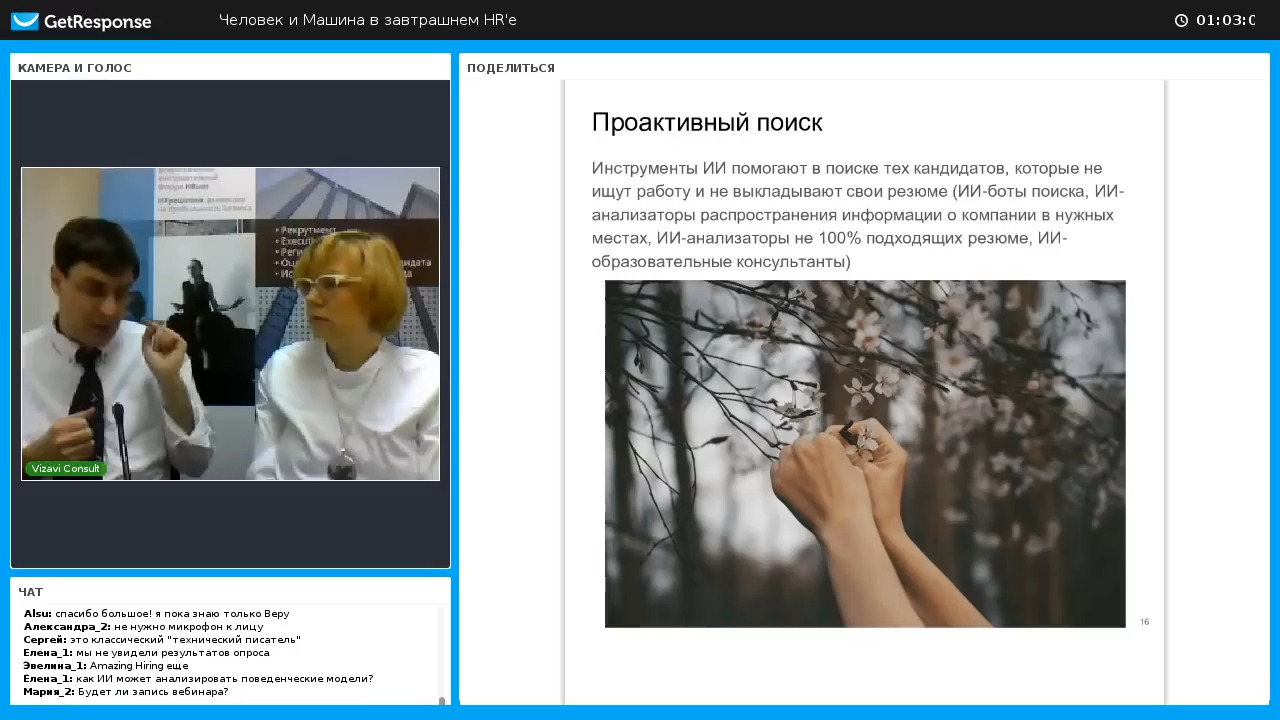 GetResponse
Человек и Машина в завтрашнем HR'е
КАМЕРА И ГОЛОС
• Рекрутмент
Vizavi Consult
ЧАТ
Alsu: спасибо большое! я пока знаю только Веру
Александра_2: не нужно микрофон к лицу
Сергей: это классический "технический писатель"
Елена_1: мы не увидели результатов опроса
Эвелина_1: Amazing Hiring еще
Елена_1: как ИИ может анализировать поведенческие модели?
Мария_2: Будет ли запись вебинара?
ПОДЕЛИТЬСЯ
Проактивный поиск
Инструменты ИИ помогают в поиске тех кандидатов, которые не
ищут работу и не выкладывают свои резюме (ИИ-боты поиска, ИИ-
анализаторы распространения информации о компании в нужных
местах, ИИ-анализаторы не 100% подходящих резюме, ИИ-
образовательные консультанты)
16